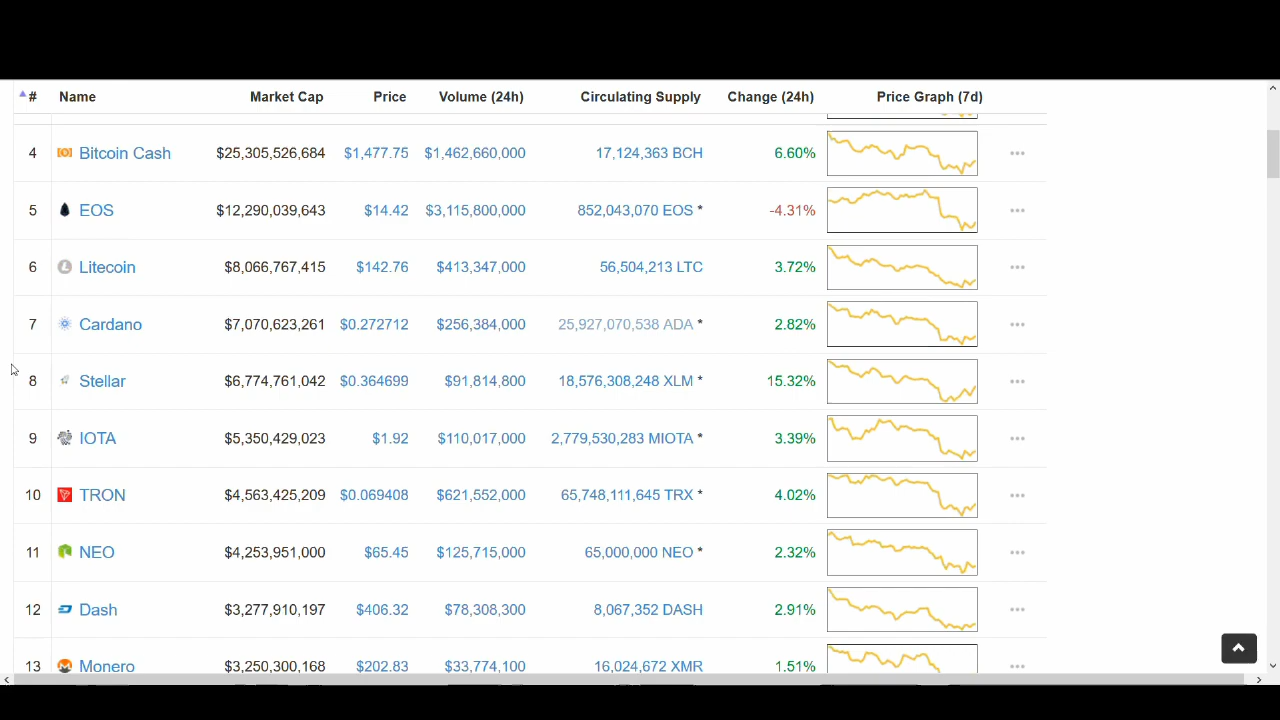 # Name Market Cap Price Volume (24h) Circulating Supply Change (24h) Price Graph (7d)
4 Bitcoin Cash $25,305,526,684 $1,477.75 $1,462,660,000 17,124,363 BCH 6.60%
5 EOS $12,290,039,643 $14.42 $3,115,800,000 852,043,070 EOS * -4.31%
6 Litecoin $8,066,767,415 $142.76 $413,347,000 56,504,213 LTC 3.72%
7 Cardano $7,070,623,261 $0.272712 $256,384,000 25,927,070,538 ADA * 2.82%
8 Stellar $6,774,761,042 $0.364699 $91,814,800 18,576,308,248 XLM * 15.32%
9 IOTA $5,350,429,023 $1.92 $110,017,000 2,779,530,283 MIOTA * 3.39%
10 TRON $4,563,425,209 $0.069408 $621,552,000 65,748,111,645 TRX * 4.02%
11 NEO $4,253,951,000 $65.45 $125,715,000 65,000,000 NEO * 2.32%
12 Dash $3,277,910,197 $406.32 $78,308,300 8,067,352 DASH 2.91%
13 Monero $3,250,300,168 $202.83 $33,774,100 16,024,672 XMR 1.51%